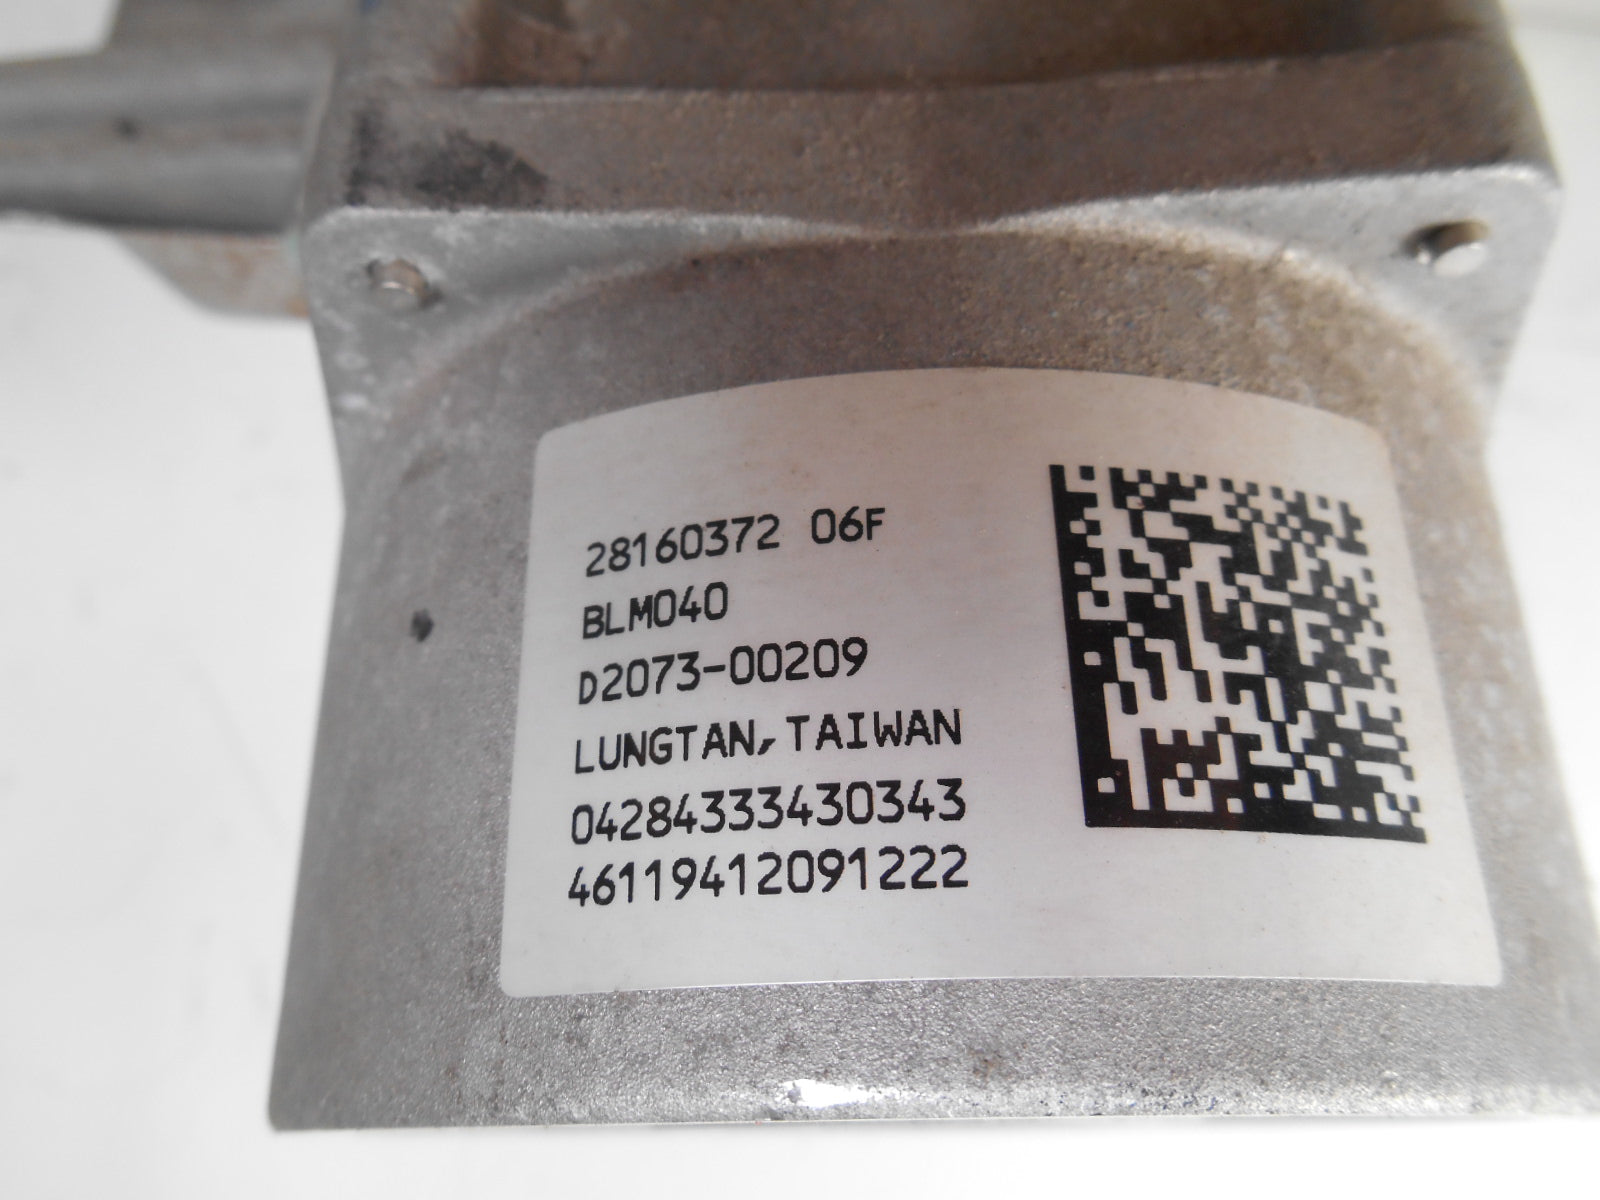 28160372 06F
BLM040
D2073-00209
LUNGTAN, TAIWAN
04284333430343
46119412091222